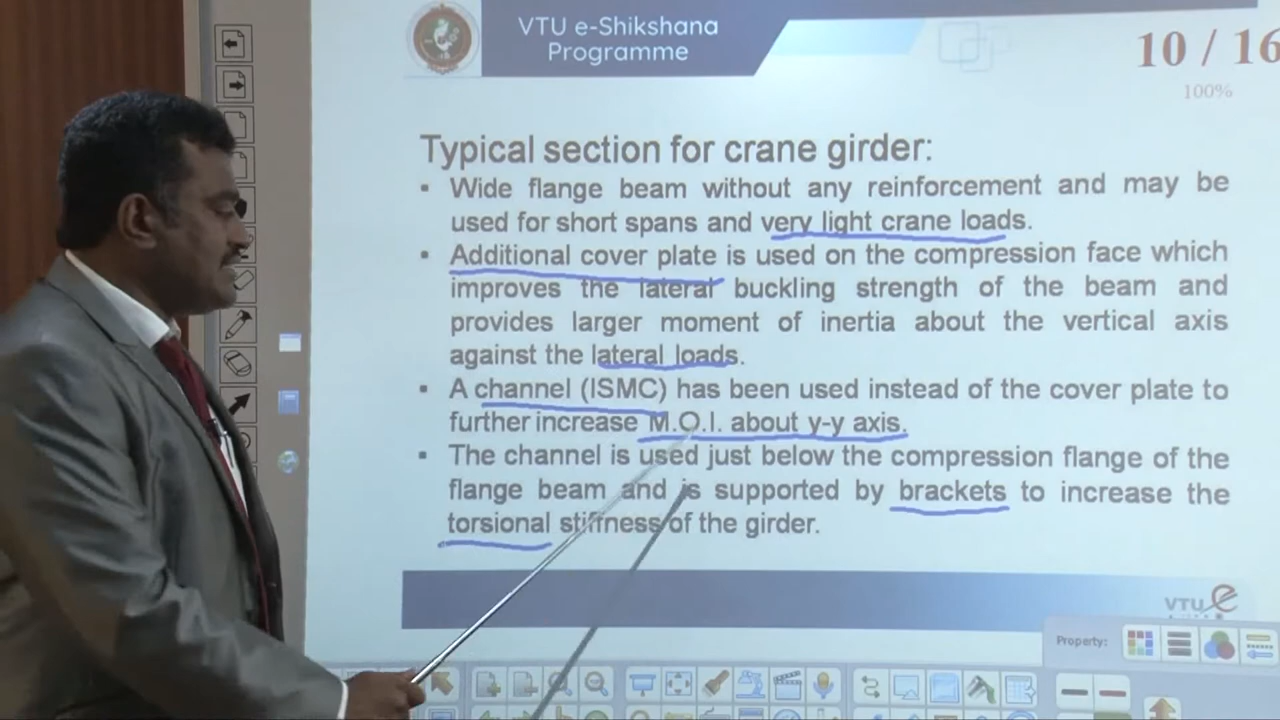 VTU e-Shikshana
Programme
10 / 16
100%
Typical section for crane girder:
▪ Wide flange beam without any reinforcement and may be
used for short spans and very light crane loads.
▪ Additional cover plate is used on the compression face which
improves the lateral buckling strength of the beam and
provides larger moment of inertia about the vertical axis
against the lateral loads.
▪ A channel (ISMC) has been used instead of the cover plate to
further increase M.O.I. about y-y axis.
▪ The channel is used just below the compression flange of the
flange beam and is supported by brackets to increase the
torsional stiffness of the girder.
VTU e
Property: